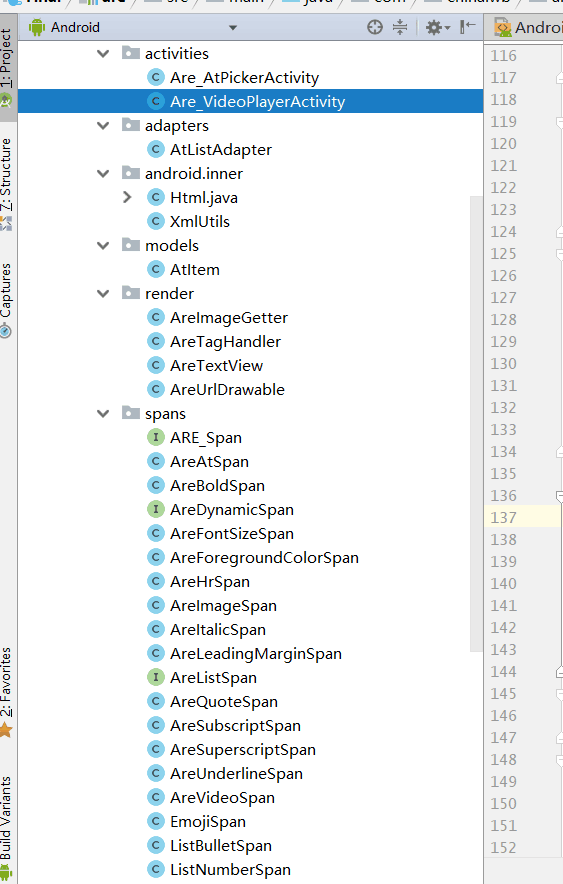 Android
Androi
1: Project
7: Structure
Captures
2: Favorites
Build Variants
activities
C Are_AtPickerActivity
C Are_VideoPlayerActivity
adapters
C AtListAdapter
android.inner
C Html.java
C XmlUtils
models
C AtItem
render
C AreImageGetter
C AreTagHandler
C AreTextView
C AreUrlDrawable
spans
I ARE_Span
C AreAtSpan
C AreBoldSpan
I AreDynamicSpan
C AreFontSizeSpan
C AreForegroundColorSpan
C AreHrSpan
C AreImageSpan
C AreItalicSpan
C AreLeadingMarginSpan
I AreListSpan
C AreQuoteSpan
C AreSubscriptSpan
C AreSuperscriptSpan
C AreUnderlineSpan
C AreVideoSpan
C EmojiSpan
C ListBulletSpan
C ListNumberSpan
116
117
118
119
120
121
122
123
124
125
126
127
128
129
130
131
132
133
134
135
136
137
138
139
140
141
142
143
144
145
146
147
148
149
150
151
152